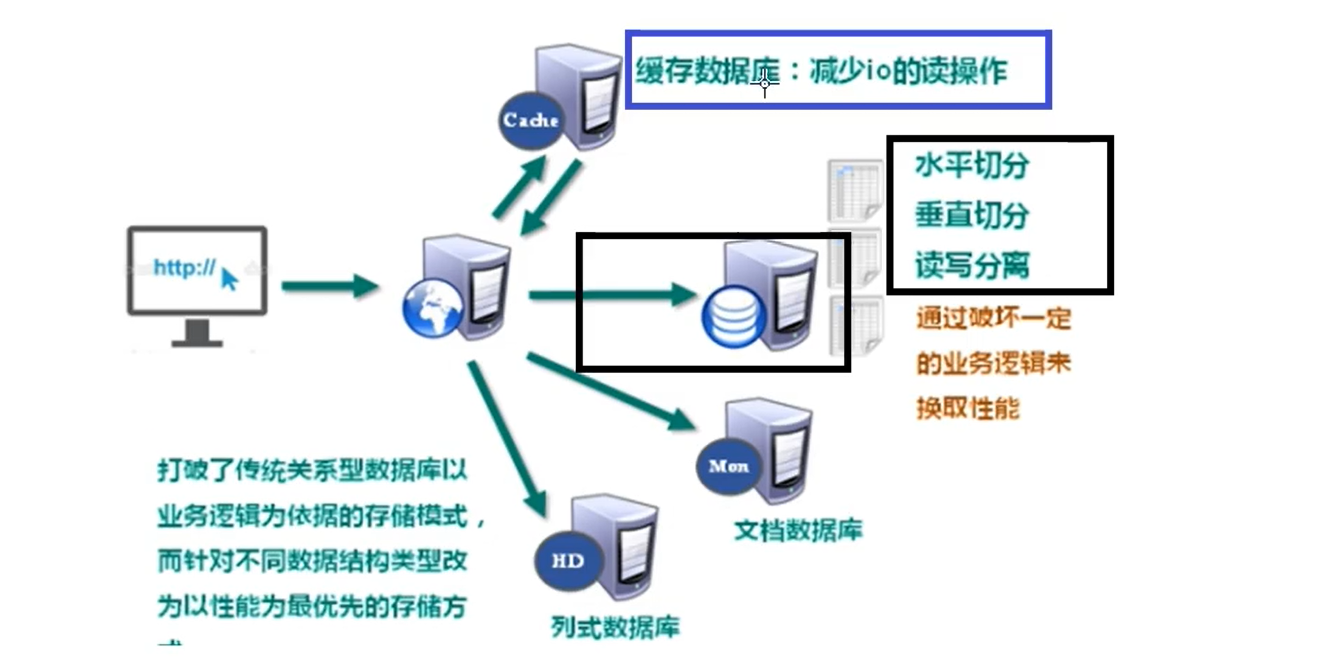 缓存数据库：减少io的读操作
Cache
水平切分
垂直切分
读写分离
http://
通过破坏一定
的业务逻辑来
换取性能
Mon
文档数据库
打破了传统关系型数据库以
业务逻辑为依据的存储模式，
而针对不同数据结构类型改
为以性能为最优先的存储方
HD
列式数据库